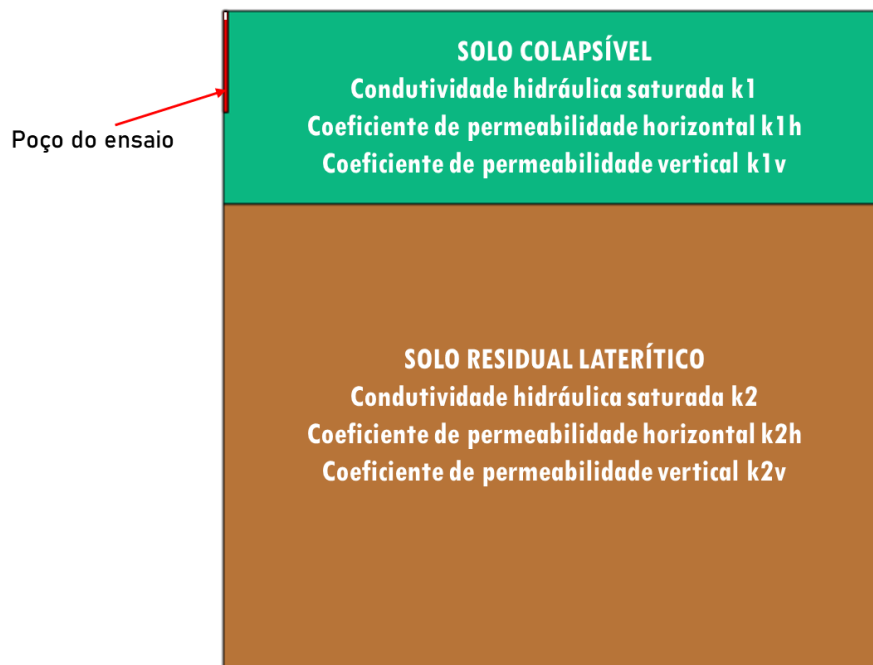 SOLO COLAPSÍVEL
Condutividade hidráulica saturada k1
Coeficiente de permeabilidade horizontal k1h
Coeficiente de permeabilidade vertical k1v
Poço do ensaio
SOLO RESIDUAL LATERÍTICO
Condutividade hidráulica saturada k2
Coeficiente de permeabilidade horizontal k2h
Coeficiente de permeabilidade vertical k2v